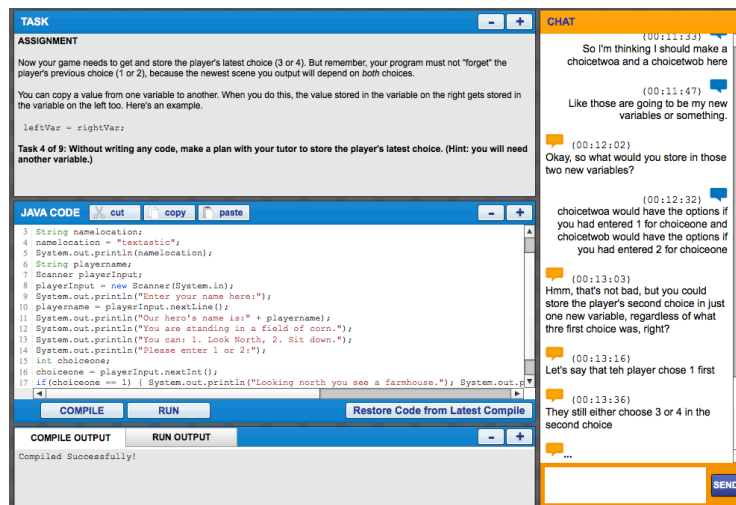 TASK
- +
ASSIGNMENT
Now your game needs to get and store the player's latest choice (3 or 4). But remember, your program must not "forget" the
player's previous choice (1 or 2), because the newest scene you output will depend on both choices.
You can copy a value from one variable to another. When you do this, the value stored in the variable on the right gets stored in
the variable on the left too. Here's an example.
leftVar = rightVar;
Task 4 of 9: Without writing any code, make a plan with your tutor to store the player's latest choice. (Hint: you will need
another variable.)
JAVA CODE cut copy paste - +
3 String namelocation;
4 namelocation = "textastic";
5 System.out.println(namelocation);
6 String playername;
7 Scanner playerInput;
8 playerInput = new Scanner(System.in);
9 System.out.println("Enter your name here:");
10 playername = playerInput.nextLine();
11 System.out.println("Our hero's name is:" + playername);
12 System.out.println("You are standing in a field of corn.");
13 System.out.println("You can: 1. Look North, 2. Sit down.");
14 System.out.println("Please enter 1 or 2:");
15 int choiceone;
16 choiceone = playerInput.nextInt();
17 if(choiceone == 1) { System.out.println("Looking north you see a farmhouse."); System.out.p
COMPILE RUN Restore Code from Latest Compile
COMPILE OUTPUT RUN OUTPUT - +
Compiled Successfully!
CHAT
(00:11:33)
So I'm thinking I should make a
choicetwoa and a choicetwob here
(00:11:47)
Like those are going to be my new
variables or something.
(00:12:02)
Okay, so what would you store in those
two new variables?
(00:12:32)
choicetwoa would have the options if
you had entered 1 for choiceone and
choicetwob would have the options if
you had entered 2 for choiceone
(00:13:03)
Hmm, that's not bad, but you could
store the player's second choice in just
one new variable, regardless of what
thre first choice was, right?
(00:13:16)
Let's say that teh player chose 1 first
(00:13:36)
They still either choose 3 or 4 in the
second choice
...
SEND